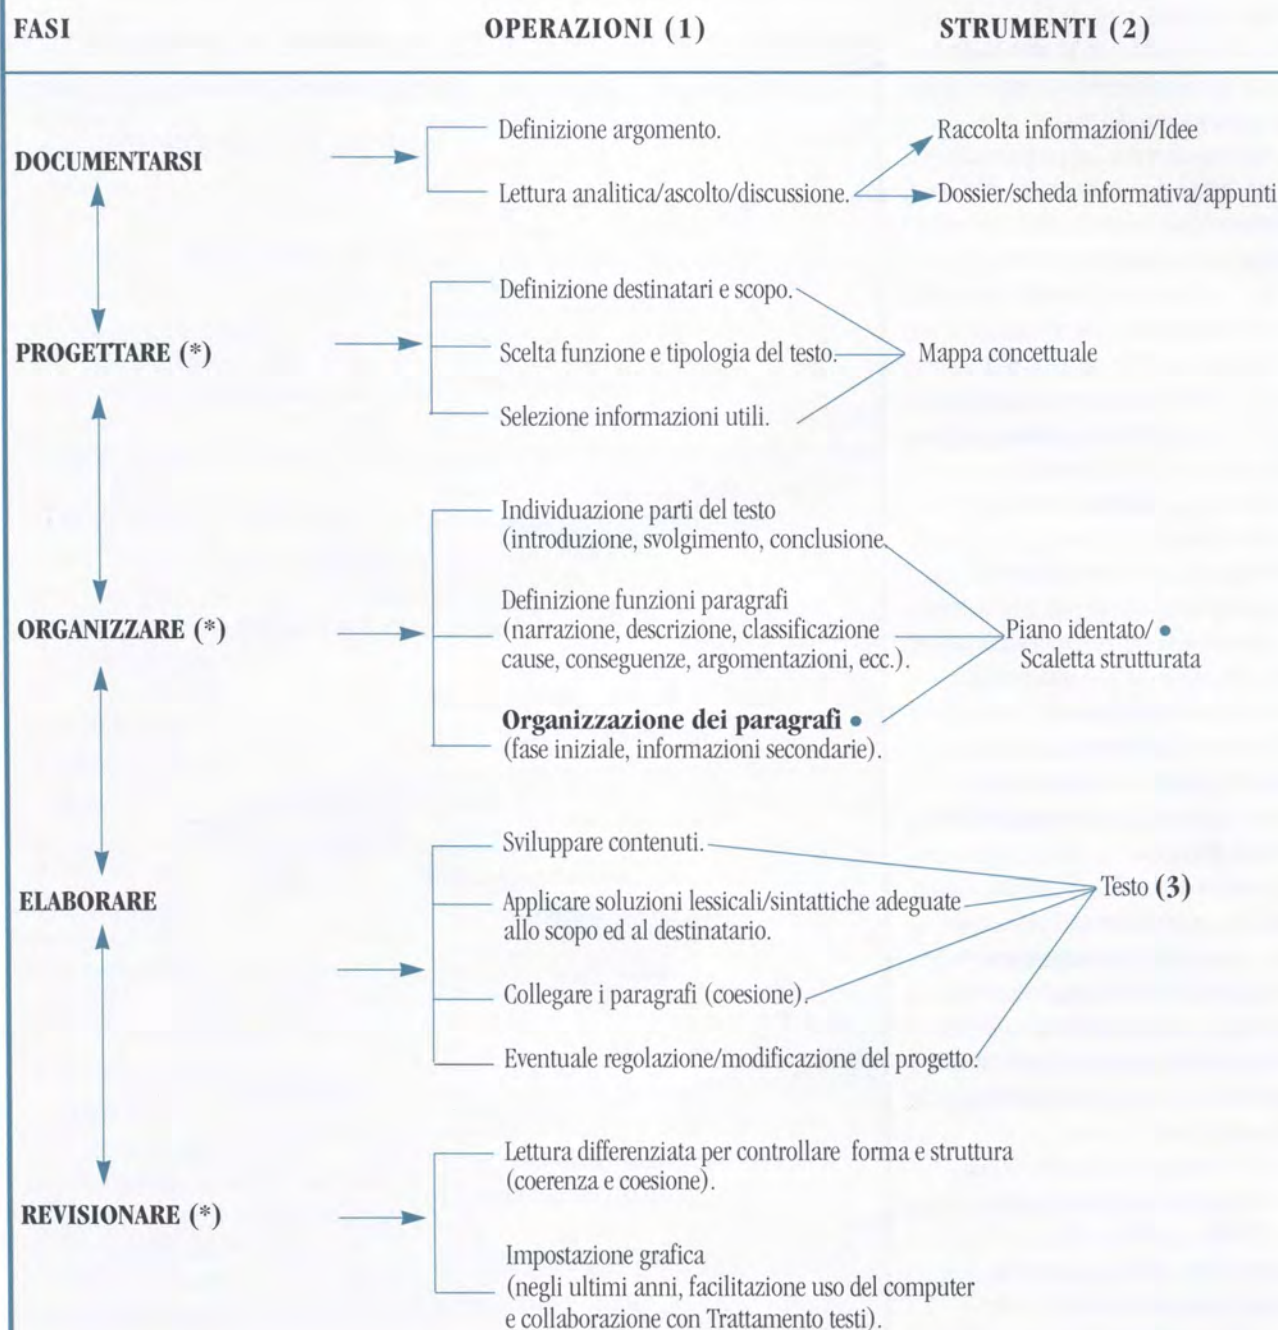 FASI OPERAZIONI (1) STRUMENTI (2)
DOCUMENTARSI
Definizione argomento.
Lettura analitica/ascolto/discussione.
Raccolta informazioni/Idee
Dossier/scheda informativa/appunti
PROGETTARE (*)
Definizione destinatari e scopo.
Scelta funzione e tipologia del testo.
Selezione informazioni utili.
Mappa concettuale
ORGANIZZARE (*)
Individuazione parti del testo
(introduzione, svolgimento, conclusione
Definizione funzioni paragrafi
(narrazione, descrizione, classificazione
cause, conseguenze, argomentazioni, ecc.).
Organizzazione dei paragrafi •
(fase iniziale, informazioni secondarie).
Piano identato/ •
Scaletta strutturata
ELABORARE
Sviluppare contenuti.
Applicare soluzioni lessicali/sintattiche adeguate
allo scopo ed al destinatario.
Collegare i paragrafi (coesione).
Eventuale regolazione/modificazione del progetto.
Testo (3)
REVISIONARE (*)
Lettura differenziata per controllare forma e struttura
(coerenza e coesione).
Impostazione grafica
(negli ultimi anni, facilitazione uso del computer
e collaborazione con Trattamento testi).